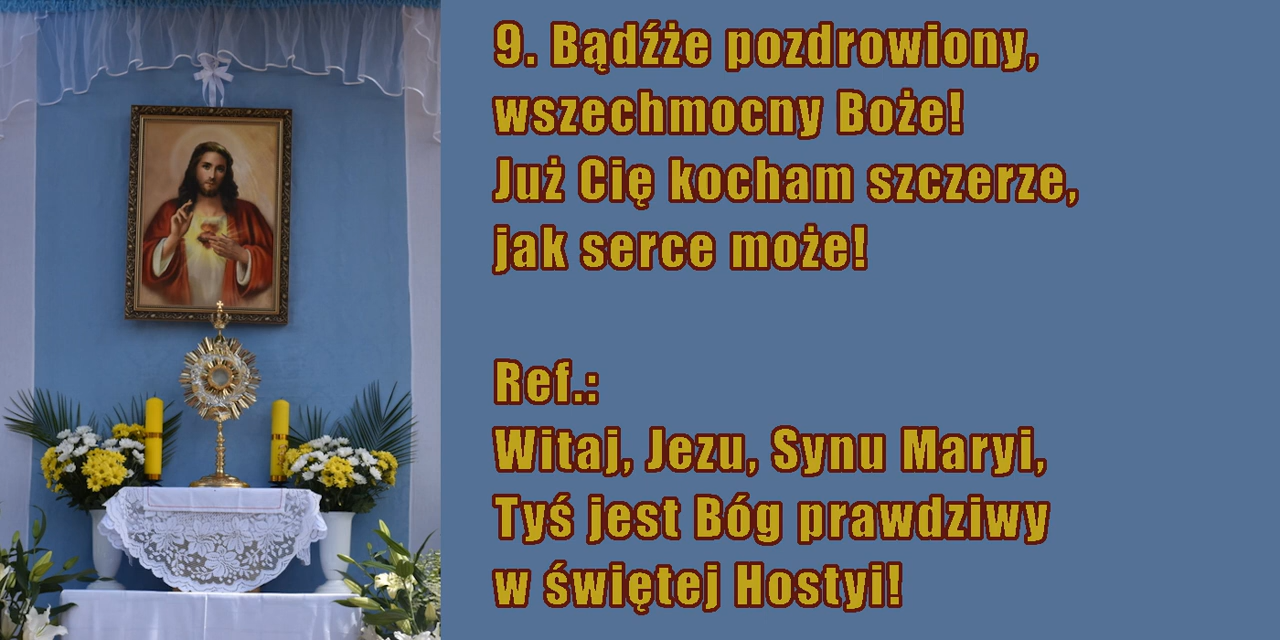 9. Bądźże pozdrowiony,
wszechmocny Boże!
Już Cię kocham szczerze,
jak serce może!
Ref.:
Witaj, Jezu, Synu Maryi,
Tyś jest Bóg prawdziwy
w świętej Hostyi!